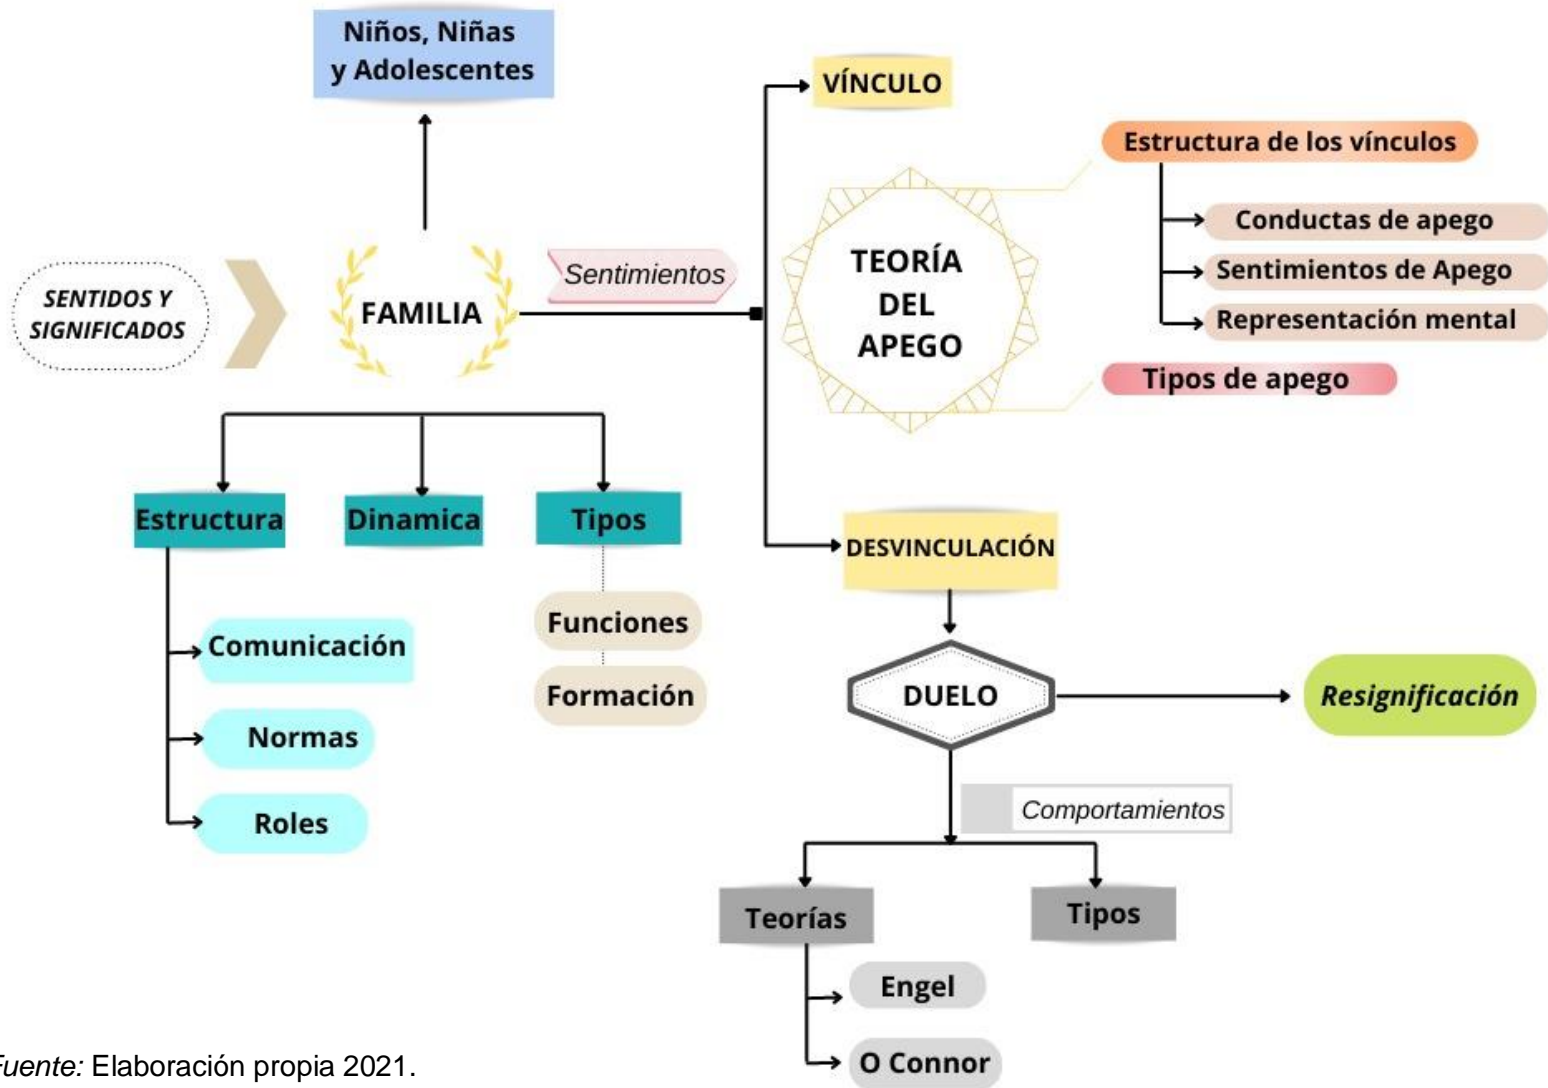 Niños, Niñas
y Adolescentes
VÍNCULO
Estructura de los vínculos
Conductas de apego
Sentimientos de Apego
Representación mental
TEORÍA
DEL
APEGO
Tipos de apego
Sentimientos
SENTIDOS Y
SIGNIFICADOS
FAMILIA
Estructura
Dinamica
Tipos
Comunicación
Normas
Roles
Funciones
Formación
DESVINCULACIÓN
DUELO
Resignificación
Comportamientos
Teorías
Tipos
Engel
O Connor
Fuente: Elaboración propia 2021.